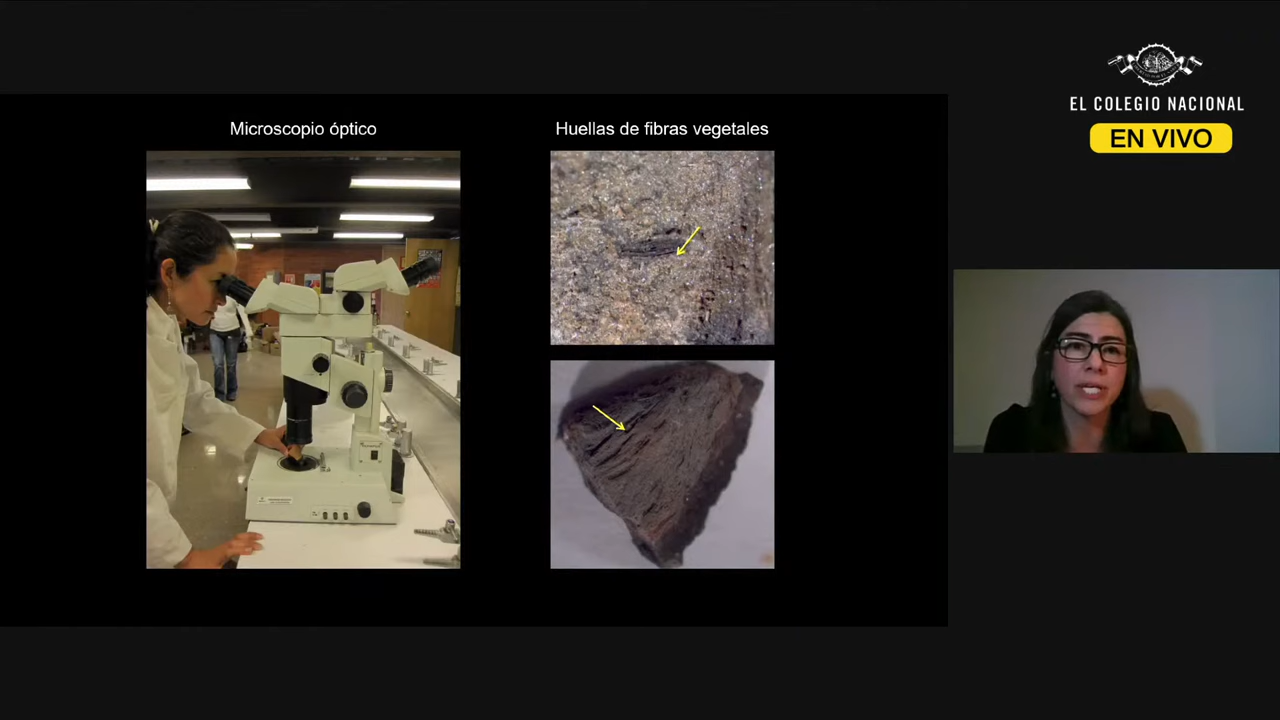 EL COLEGIO NACIONAL
EN VIVO
Microscopio óptico
Huellas de fibras vegetales